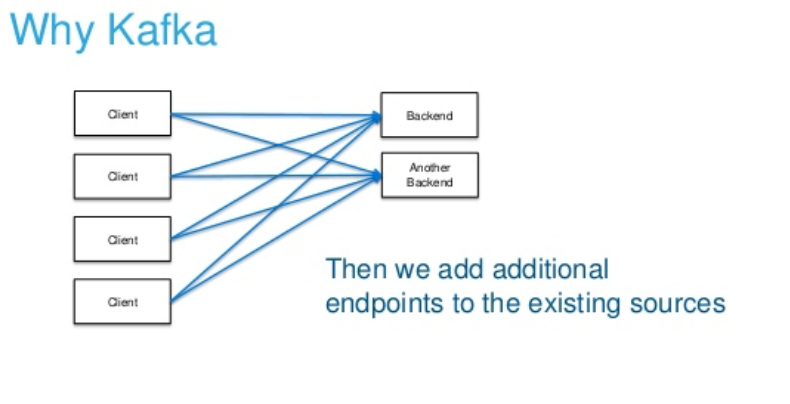 Why Kafka
Client
Backend
Client
Another
Backend
Client
Client
Then we add additional
endpoints to the existing sources